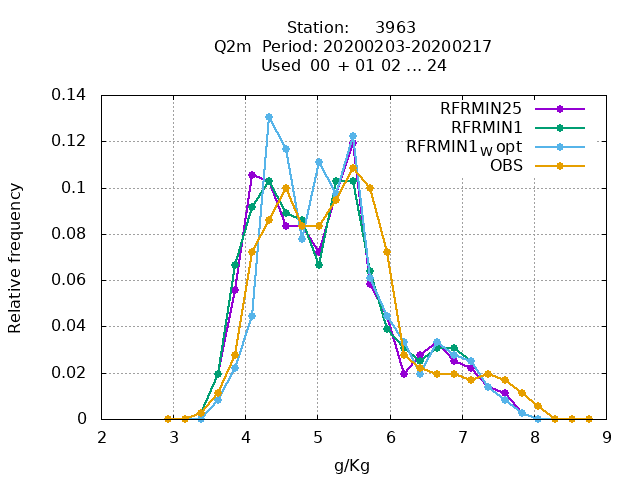 Station:     3963
Q2m  Period: 20200203-20200217
Used  00  + 01 02 ... 24
0.14
0.12
0.1
0.08
0.06
0.04
0.02
0
2 3 4 5 6 7 8 9
Relative frequency
g/Kg
RFRMIN25
RFRMIN1
RFRMIN1W opt
OBS